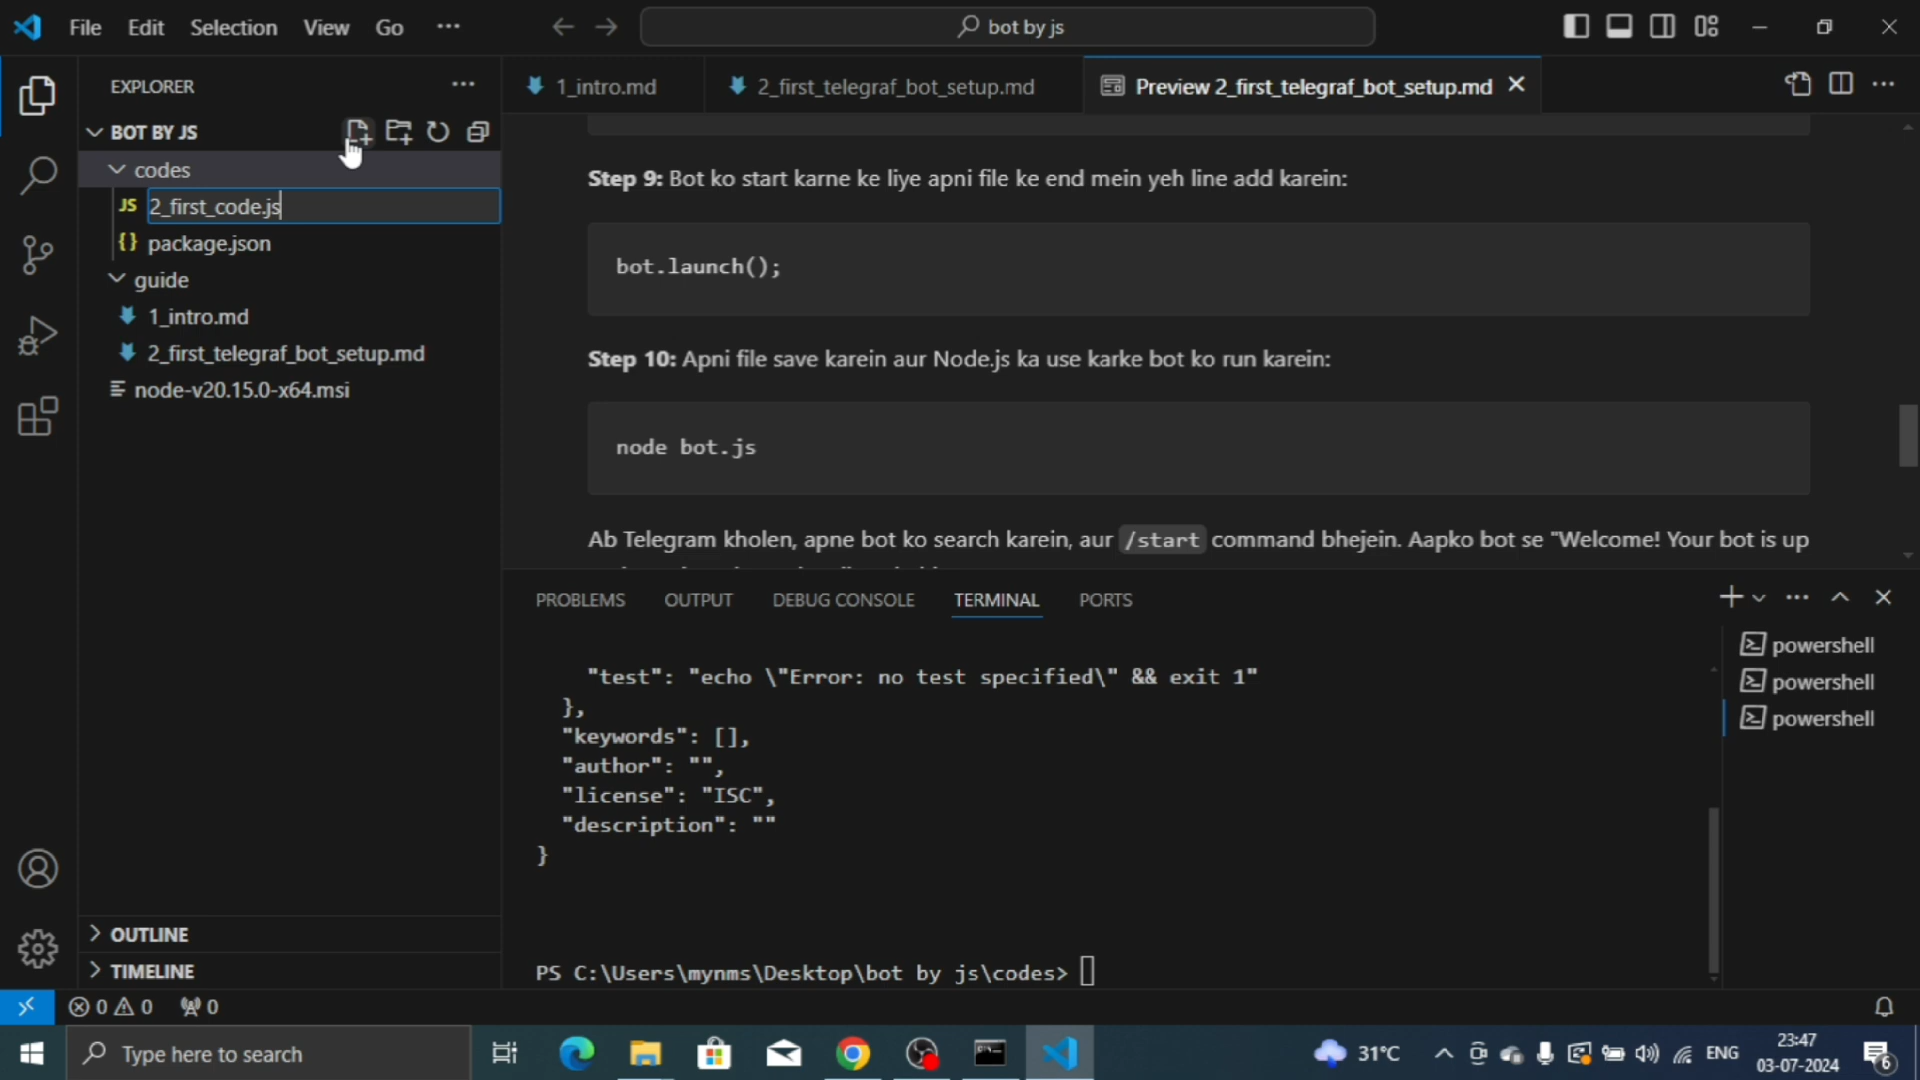 File Edit Selection View Go ···
bot by js
EXPLORER
BOT BY JS
codes
JS 2_first_code.js
{} package.json
guide
1_intro.md
2_first_telegraf_bot_setup.md
node-v20.15.0-x64.msi
OUTLINE
TIMELINE
1_intro.md
2_first_telegraf_bot_setup.md
Preview 2_first_telegraf_bot_setup.md
Step 9: Bot ko start karne ke liye apni file ke end mein yeh line add karein:
bot.launch();
Step 10: Apni file save karein aur Node.js ka use karke bot ko run karein:
node bot.js
Ab Telegram kholen, apne bot ko search karein, aur /start command bhejein. Aapko bot se "Welcome! Your bot is up
PROBLEMS OUTPUT DEBUG CONSOLE TERMINAL PORTS
"test": "echo \"Error: no test specified\" && exit 1"
},
"keywords": [],
"author": "",
"license": "ISC",
"description": ""
}
PS C:\Users\mynms\Desktop\bot by js\codes>
powershell
powershell
powershell
0 0 0
Type here to search
31°C
ENG
23:47
03-07-2024
6